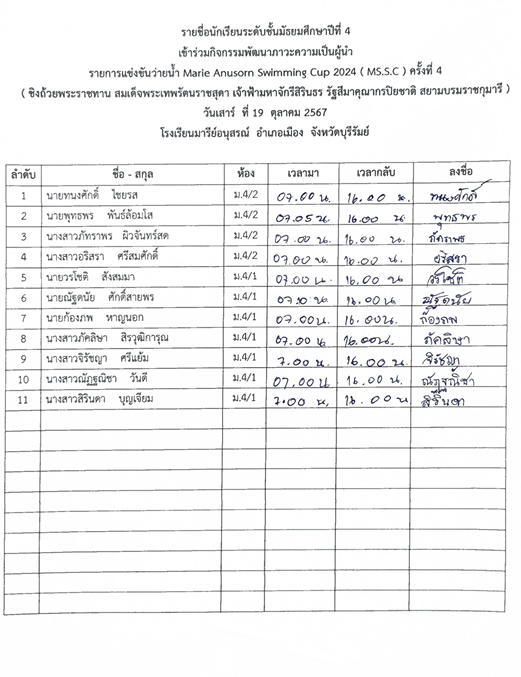 รายชื่อนักเรียนระดับชั้นมัธยมศึกษาปีที่ 4
เข้าร่วมกิจกรรมพัฒนาภาวะความเป็นผู้นำ
รายการแข่งขันว่ายน้ำ Marie Anusorn Swimming Cup 2024 ( MS.S.C ) ครั้งที่ 4
( ชิงถ้วยพระราชทาน สมเด็จพระเทพรัตนราชสุดา เจ้าฟ้ามหาจักรีสิรินธร รัฐสีมาคุณากรปิยชาติ สยามบรมราชกุมารี )
วันเสาร์ ที่ 19 ตุลาคม 2567
โรงเรียนมารีย์อนุสรณ์ อำเภอเมือง จังหวัดบุรีรัมย์
ลำดับ ชื่อ - สกุล ห้อง เวลามา เวลากลับ ลงชื่อ
1 นายทนงศักดิ์ ไชยรส ม.4/2 07.00 น. 16.00 น. ทนงศักดิ์
2 นายพุทธพร พันธ์ล้อมโส ม.4/2 07.05 น. 16.00 น. พุทธพร
3 นางสาวภัทราพร ผิวจันทร์สด ม.4/2 07.00 น. 16.00 น. ภัทราพร
4 นางสาวอริสรา ศรีสมศักดิ์ ม.4/2 07.00 น. 16.00 น. อริสรา
5 นายวรโชติ สังสมมา ม.4/1 07.00 น. 16.00 น. วรโชติ
6 นายณัฐดนัย ศักดิ์สายพร ม.4/1 07.10 น. 16.00 น. ณัฐดนัย
7 นายก้องภพ หาญนอก ม.4/1 07.00 น. 16.00 น. ก้องภพ
8 นางสาวภัคลิษา สิรวุฒิการุณ ม.4/1 07.00 น. 16.00 น. ภัคลิษา
9 นางสาวจิรัชญา ศรีแย้ม ม.4/1 7.00 น. 16.00 น. จิรัชญา
10 นางสาวณัฏฐณิชา วันดี ม.4/1 07.00 น. 16.00 น. ณัฏฐณิชา
11 นางสาวสิรินดา บุญเจียม ม.4/1 7.00 น. 16.00 น. สิรินดา